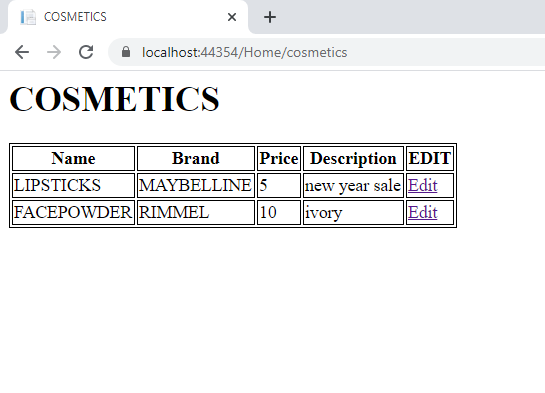 COSMETICS
localhost:44354/Home/cosmetics
COSMETICS
Name Brand Price Description EDIT
LIPSTICKS MAYBELLINE 5 new year sale Edit
FACEPOWDER RIMMEL 10 ivory Edit